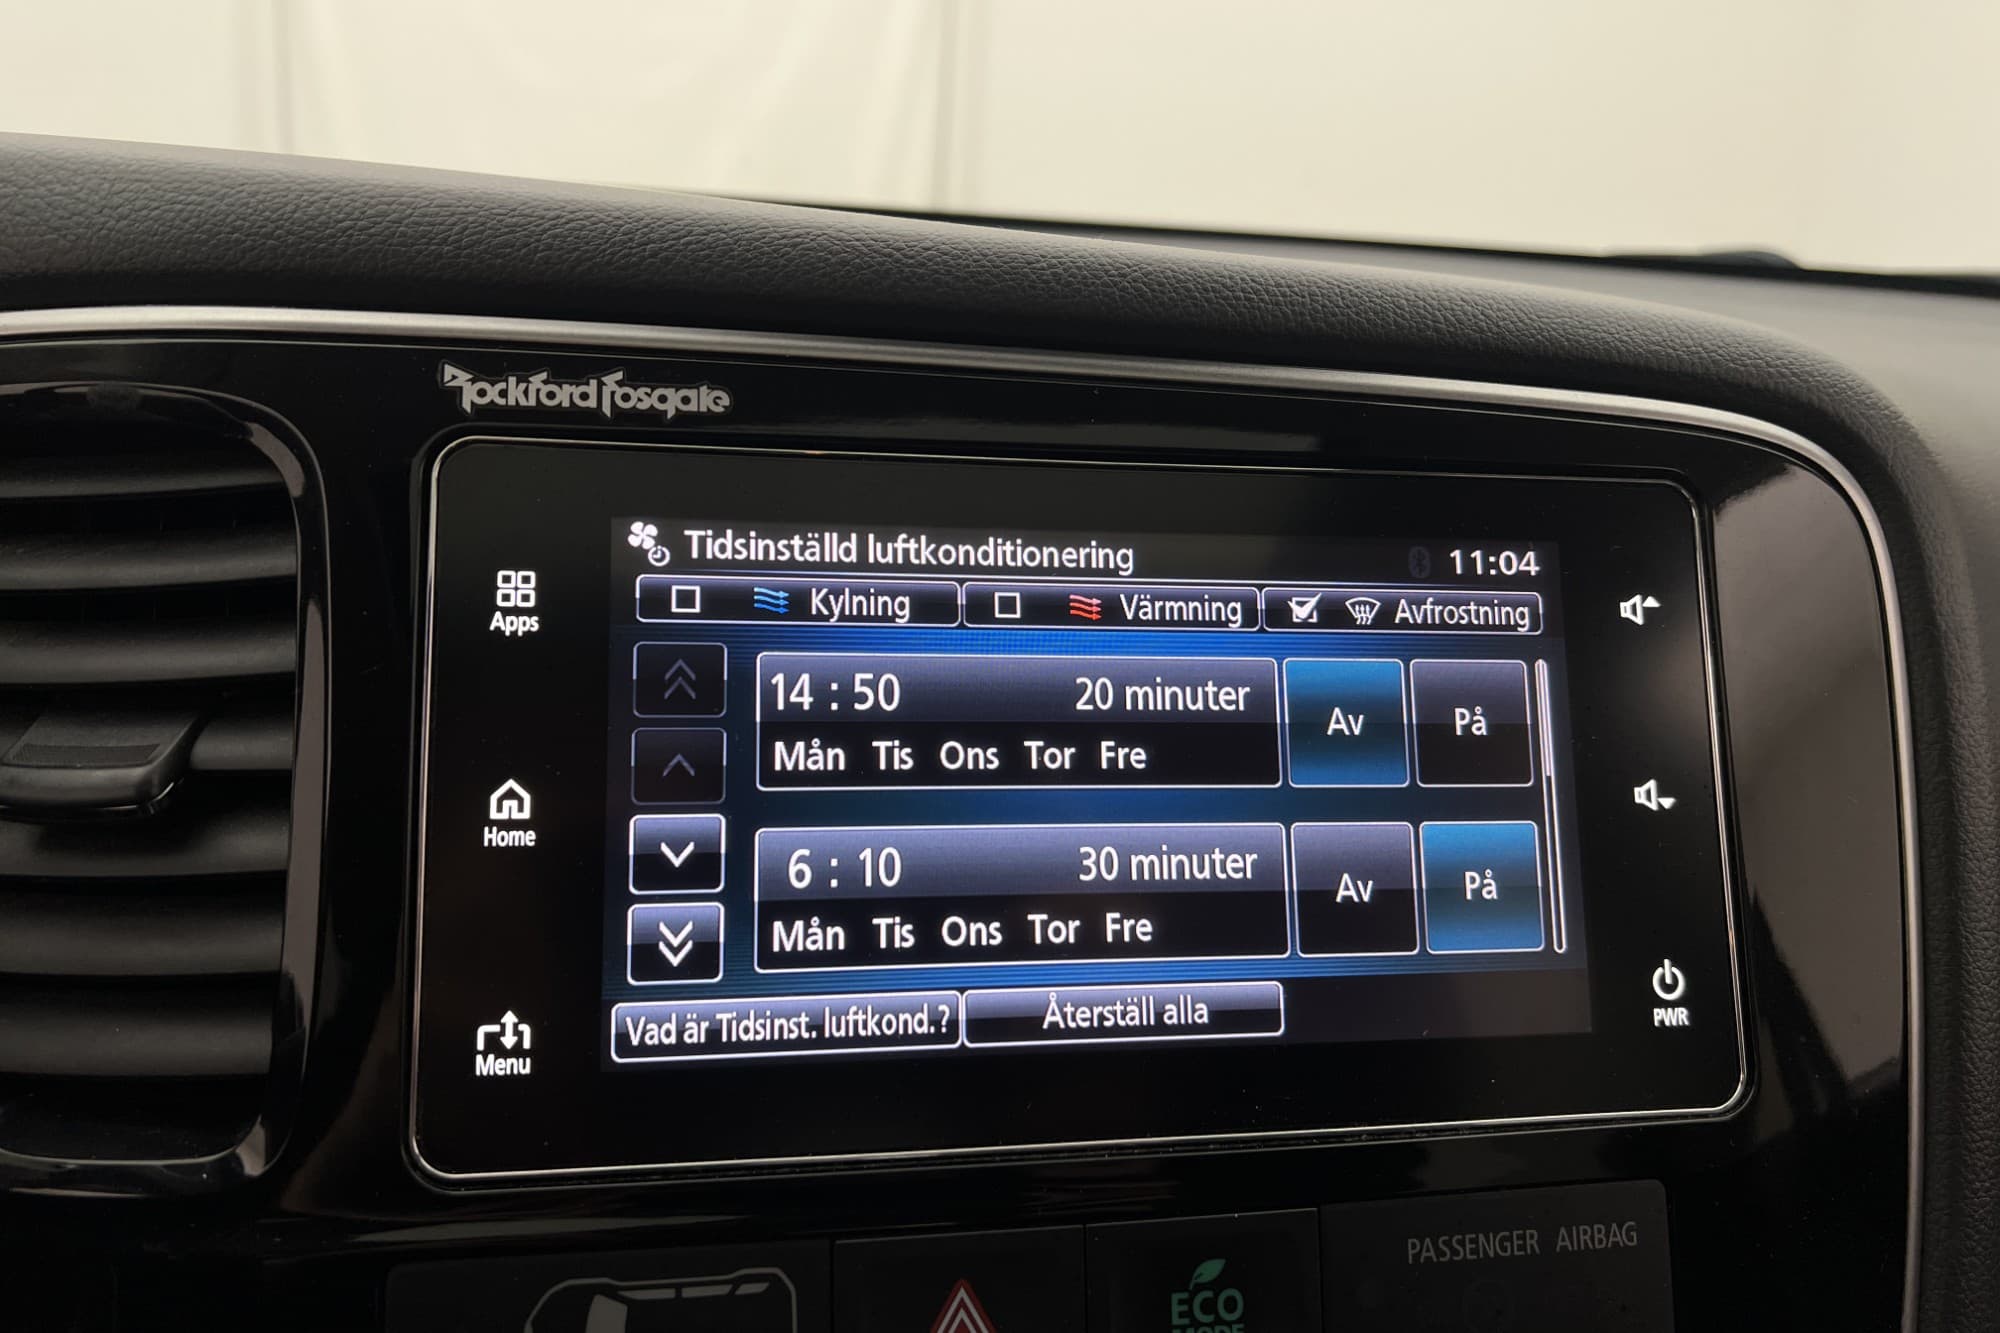 Rockford Fosgate
Tidsinställd luftkonditionering 11:04
Kylning Värmning Avfrostning
14 : 50 20 minuter
Mån Tis Ons Tor Fre
Av På
6 : 10 30 minuter
Mån Tis Ons Tor Fre
Av På
Vad är Tidsinst. luftkond.? Återställ alla
Apps
Home
Menu
PWR
PASSENGER AIRBAG
ECO
MODE